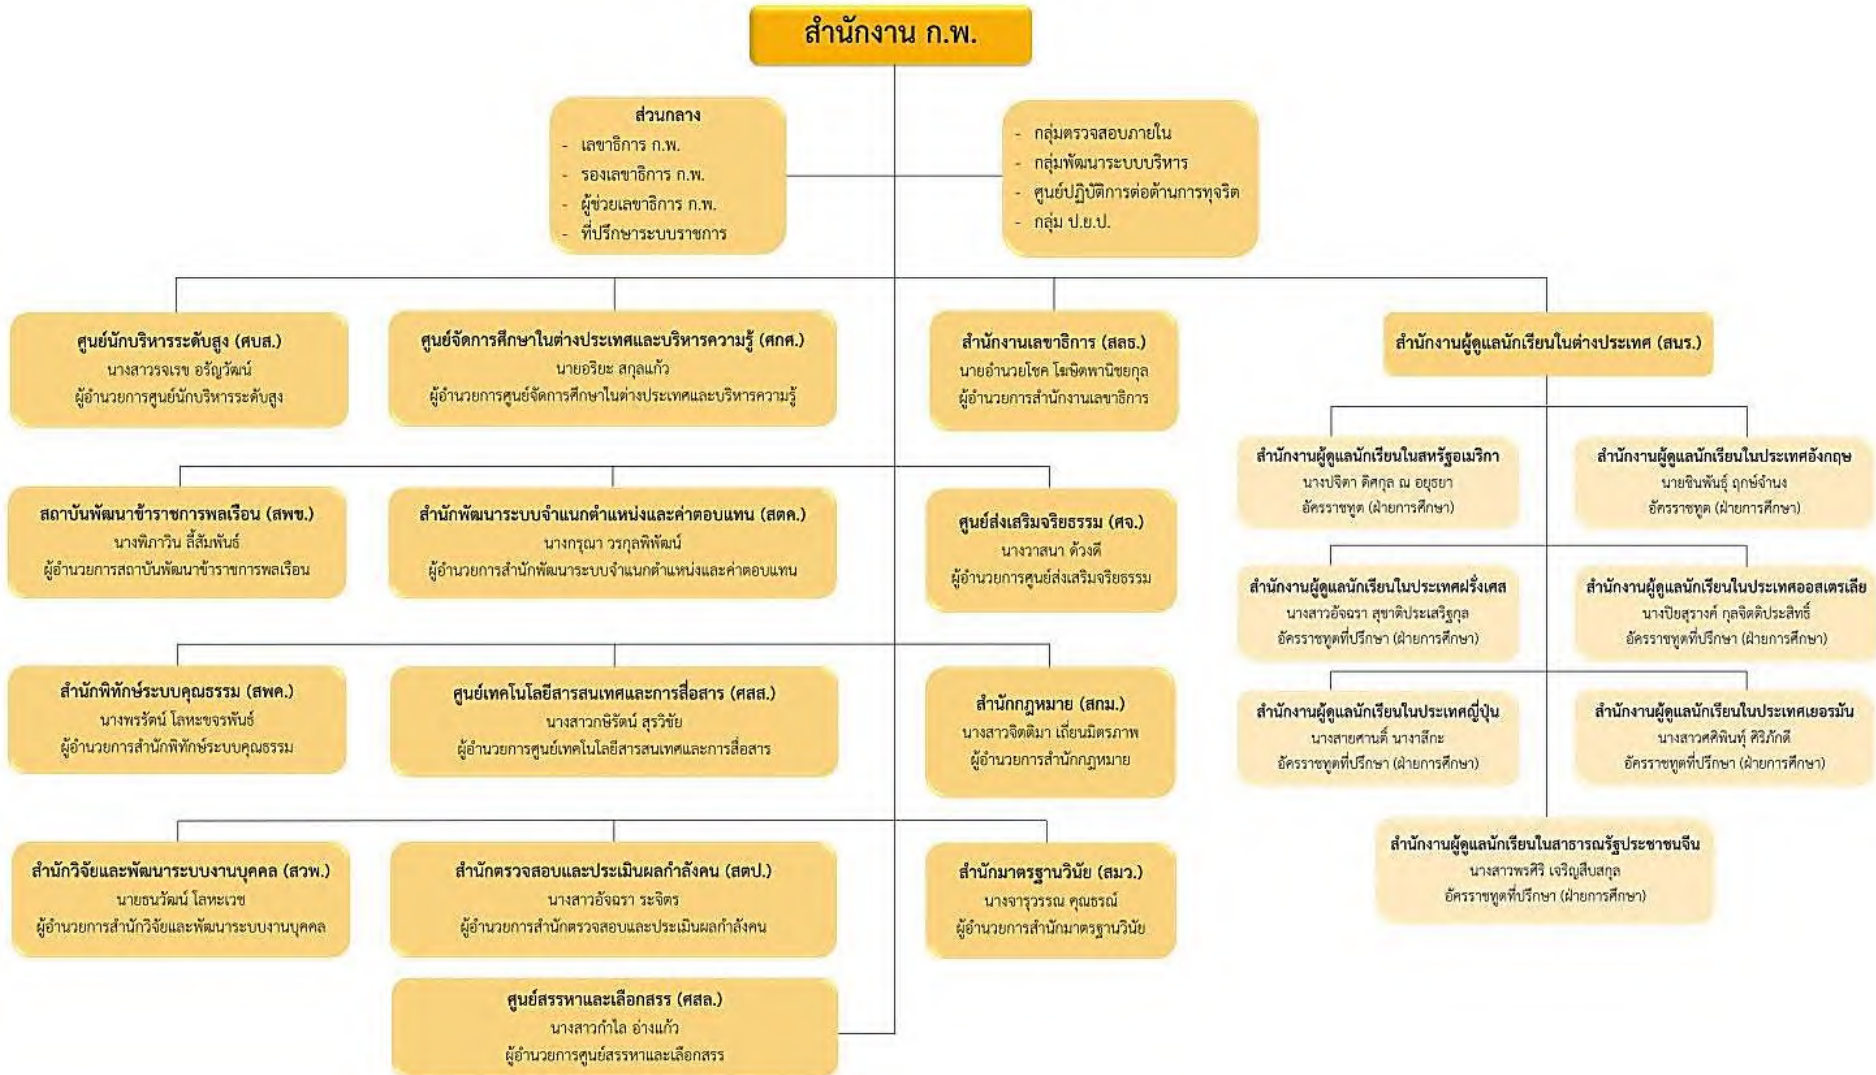 สำนักงาน ก.พ.
ส่วนกลาง
- เลขาธิการ ก.พ.
- รองเลขาธิการ ก.พ.
- ผู้ช่วยเลขาธิการ ก.พ.
- ที่ปรึกษาระบบราชการ
- กลุ่มตรวจสอบภายใน
- กลุ่มพัฒนาระบบบริหาร
- ศูนย์ปฏิบัติการต่อต้านการทุจริต
- กลุ่ม ป.ย.ป.
ศูนย์นักบริหารระดับสูง (ศบส.)
นางสาวรจเรข อรัญวัฒน์
ผู้อำนวยการศูนย์นักบริหารระดับสูง
ศูนย์จัดการศึกษาในต่างประเทศและบริหารความรู้ (ศกศ.)
นายอริยะ สกุลแก้ว
ผู้อำนวยการศูนย์จัดการศึกษาในต่างประเทศและบริหารความรู้
สำนักงานเลขาธิการ (สลธ.)
นายอำนวยโชค โฆษิตพานิชยกุล
ผู้อำนวยการสำนักงานเลขาธิการ
สำนักงานผู้ดูแลนักเรียนในต่างประเทศ (สนร.)
สำนักงานผู้ดูแลนักเรียนในสหรัฐอเมริกา
นางปจิตา ดิศกุล ณ อยุธยา
อัครราชทูต (ฝ่ายการศึกษา)
สำนักงานผู้ดูแลนักเรียนในประเทศอังกฤษ
นายชินพันธุ์ ฤกษ์จำนง
อัครราชทูต (ฝ่ายการศึกษา)
สถาบันพัฒนาข้าราชการพลเรือน (สพข.)
นางพิภาวิน ลี้สัมพันธ์
ผู้อำนวยการสถาบันพัฒนาข้าราชการพลเรือน
สำนักพัฒนาระบบจำแนกตำแหน่งและค่าตอบแทน (สตค.)
นางกรุณา วรกุลพิพัฒน์
ผู้อำนวยการสำนักพัฒนาระบบจำแนกตำแหน่งและค่าตอบแทน
ศูนย์ส่งเสริมจริยธรรม (ศจ.)
นางวาสนา ด้วงดี
ผู้อำนวยการศูนย์ส่งเสริมจริยธรรม
สำนักงานผู้ดูแลนักเรียนในประเทศฝรั่งเศส
นางสาวอัจฉรา สุชาติประเสริฐกุล
อัครราชทูตที่ปรึกษา (ฝ่ายการศึกษา)
สำนักงานผู้ดูแลนักเรียนในประเทศออสเตรเลีย
นางปิยสุรางค์ กุลจิตติประสิทธิ์
อัครราชทูตที่ปรึกษา (ฝ่ายการศึกษา)
สำนักพิทักษ์ระบบคุณธรรม (สพค.)
นางพรรัตน์ โลหะขจรพันธ์
ผู้อำนวยการสำนักพิทักษ์ระบบคุณธรรม
ศูนย์เทคโนโลยีสารสนเทศและการสื่อสาร (ศสส.)
นางสาวกษิรัตน์ สุรวิชัย
ผู้อำนวยการศูนย์เทคโนโลยีสารสนเทศและการสื่อสาร
สำนักกฎหมาย (สกม.)
นางสาวจิตติมา เถี่ยนมิตรภาพ
ผู้อำนวยการสำนักกฎหมาย
สำนักงานผู้ดูแลนักเรียนในประเทศญี่ปุ่น
นางสายศานติ์ นางาสึกะ
อัครราชทูตที่ปรึกษา (ฝ่ายการศึกษา)
สำนักงานผู้ดูแลนักเรียนในประเทศเยอรมัน
นางสาวศศิพินทุ์ ศิริภักดี
อัครราชทูตที่ปรึกษา (ฝ่ายการศึกษา)
สำนักวิจัยและพัฒนาระบบงานบุคคล (สวพ.)
นายธนวัฒน์ โลหะเวช
ผู้อำนวยการสำนักวิจัยและพัฒนาระบบงานบุคคล
สำนักตรวจสอบและประเมินผลกำลังคน (สตป.)
นางสาวอัจฉรา ระจิตร
ผู้อำนวยการสำนักตรวจสอบและประเมินผลกำลังคน
สำนักมาตรฐานวินัย (สมว.)
นางจารุวรรณ คุณธรณ์
ผู้อำนวยการสำนักมาตรฐานวินัย
สำนักงานผู้ดูแลนักเรียนในสาธารณรัฐประชาชนจีน
นางสาวพรศิริ เจริญสืบสกุล
อัครราชทูตที่ปรึกษา (ฝ่ายการศึกษา)
ศูนย์สรรหาและเลือกสรร (ศสล.)
นางสาวกำไล อ่างแก้ว
ผู้อำนวยการศูนย์สรรหาและเลือกสรร